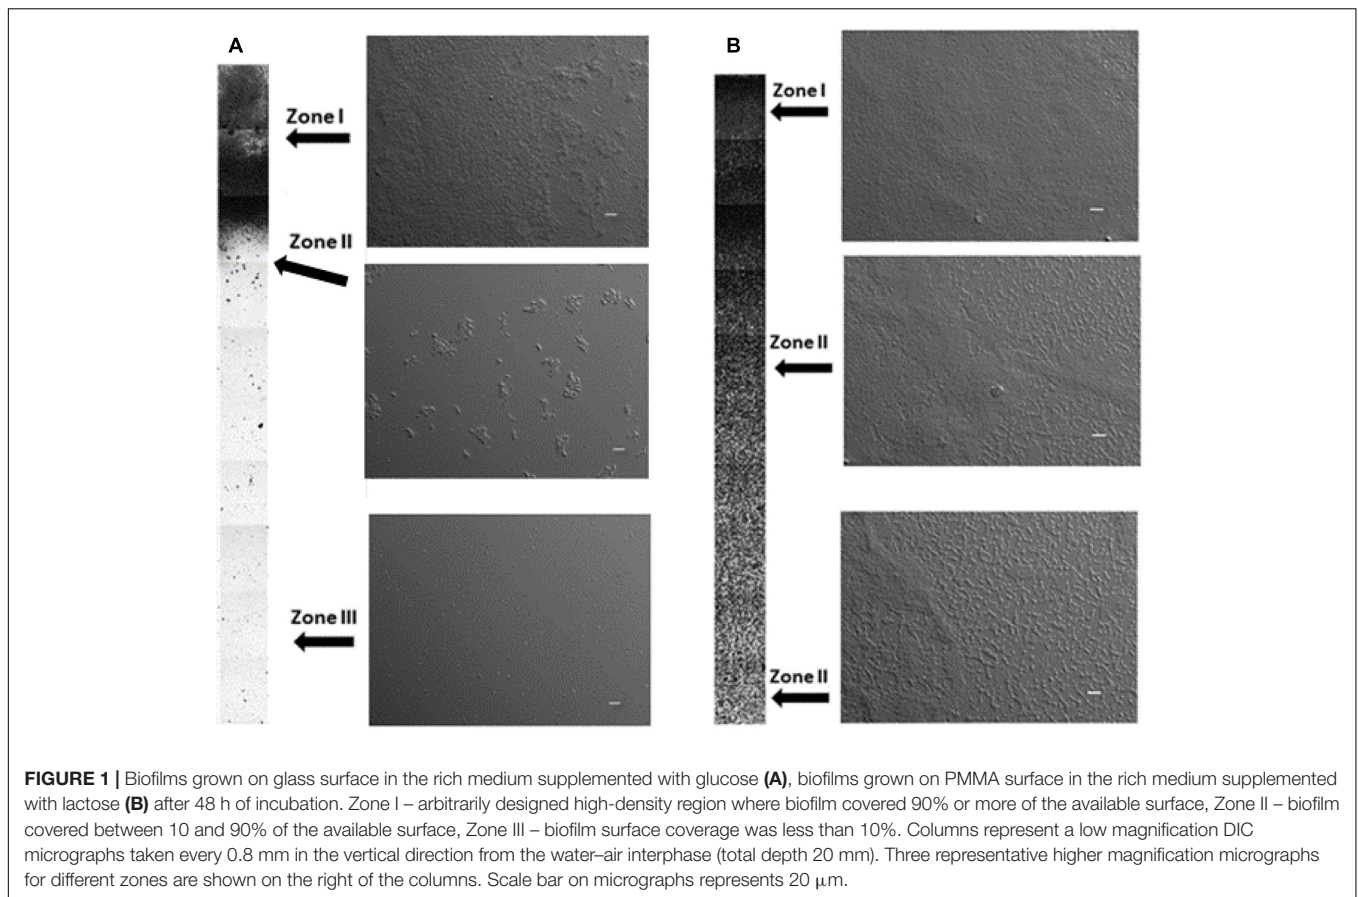 A
B
Zone I
Zone II
Zone III
Zone I
Zone II
Zone II
FIGURE 1 | Biofilms grown on glass surface in the rich medium supplemented with glucose (A), biofilms grown on PMMA surface in the rich medium supplemented
with lactose (B) after 48 h of incubation. Zone I – arbitrarily designed high-density region where biofilm covered 90% or more of the available surface, Zone II – biofilm
covered between 10 and 90% of the available surface, Zone III – biofilm surface coverage was less than 10%. Columns represent a low magnification DIC
micrographs taken every 0.8 mm in the vertical direction from the water–air interphase (total depth 20 mm). Three representative higher magnification micrographs
for different zones are shown on the right of the columns. Scale bar on micrographs represents 20 μm.